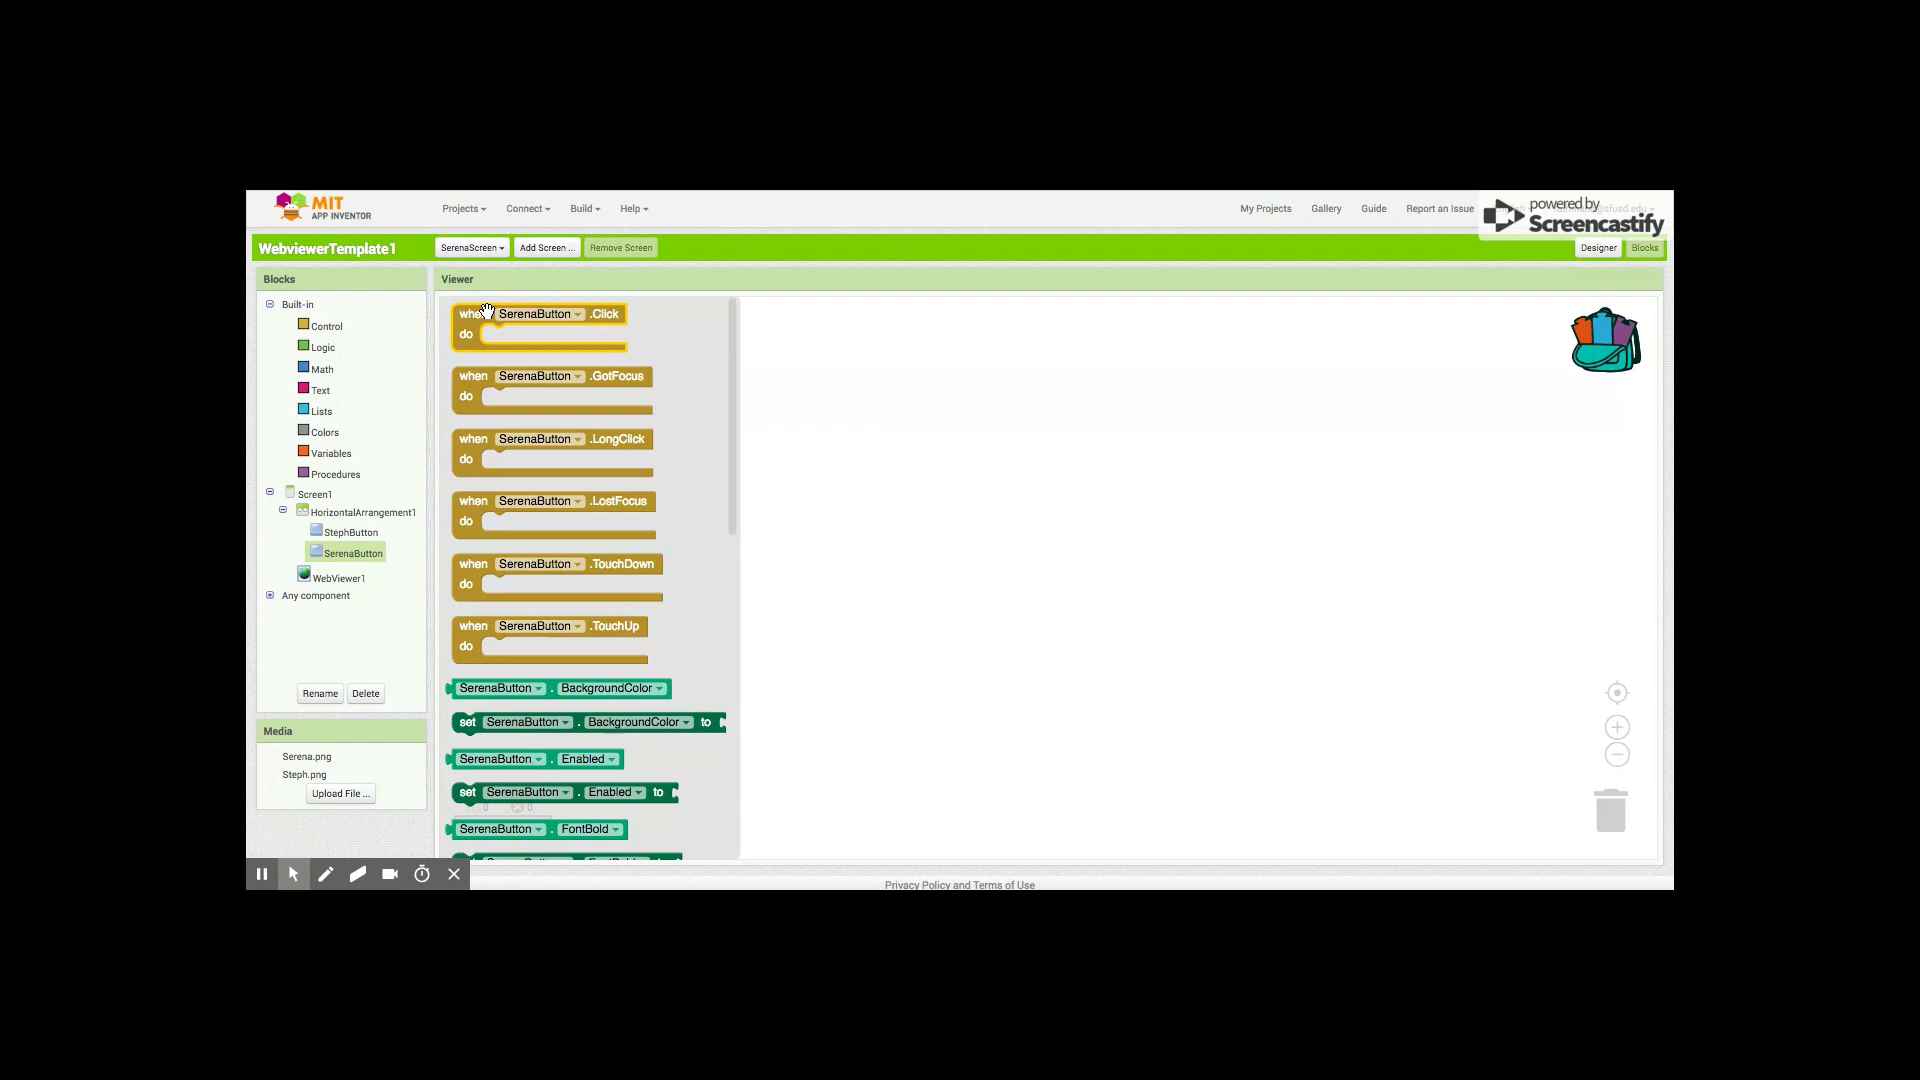 MIT
APP INVENTOR
Projects
Connect
Build
Help
My Projects
Gallery
Guide
Report an Issue
powered by
Screencastify
WebviewerTemplate1
SerenaScreen
Add Screen ...
Remove Screen
Designer
Blocks
Blocks
Viewer
Built-in
Control
Logic
Math
Text
Lists
Colors
Variables
Procedures
Screen1
HorizontalArrangement1
StephButton
SerenaButton
WebViewer1
Any component
Rename
Delete
Media
Serena.png
Steph.png
Upload File ...
when SerenaButton .Click
do
when SerenaButton .GotFocus
do
when SerenaButton .LongClick
do
when SerenaButton .LostFocus
do
when SerenaButton .TouchDown
do
when SerenaButton .TouchUp
do
SerenaButton . BackgroundColor
set SerenaButton . BackgroundColor to
SerenaButton . Enabled
set SerenaButton . Enabled to
0 0
SerenaButton . FontBold
Privacy Policy and Terms of Use